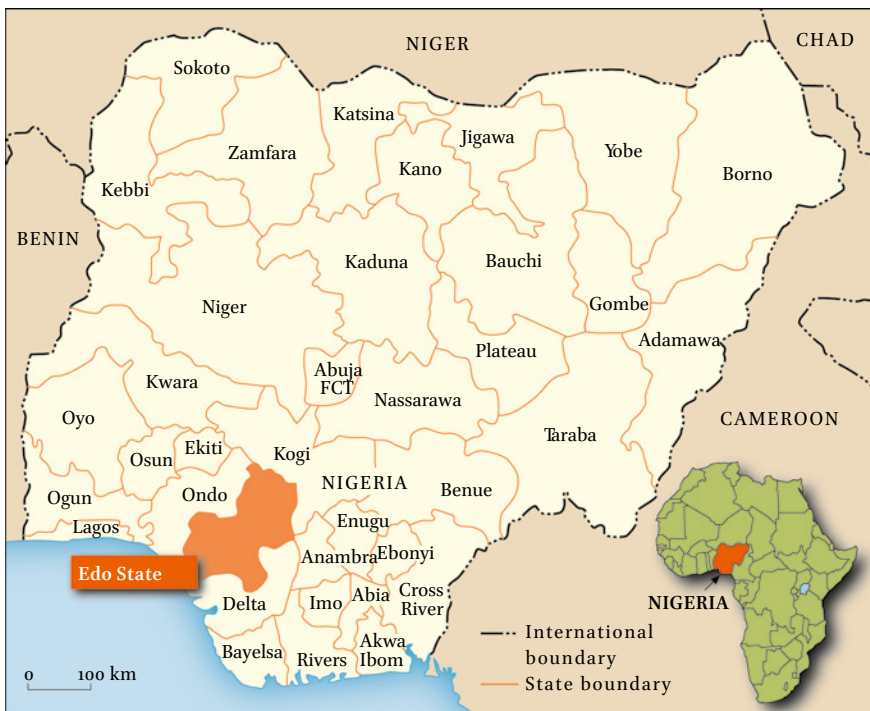 NIGER
CHAD
Sokoto
Katsina
Jigawa
Yobe
Zamfara
Kano
Borno
Kebbi
BENIN
Kaduna
Bauchi
Niger
Gombe
Adamawa
Plateau
Abuja
FCT
Kwara
Nassarawa
Oyo
CAMEROON
Taraba
Ekiti
Osun
Kogi
NIGERIA
Benue
Ogun
Ondo
Lagos
Enugu
Anambra
Ebonyi
Edo State
Delta
Imo
Abia
Cross
River
NIGERIA
Bayelsa
Rivers
Akwa
Ibom
International
boundary
State boundary
0 100 km